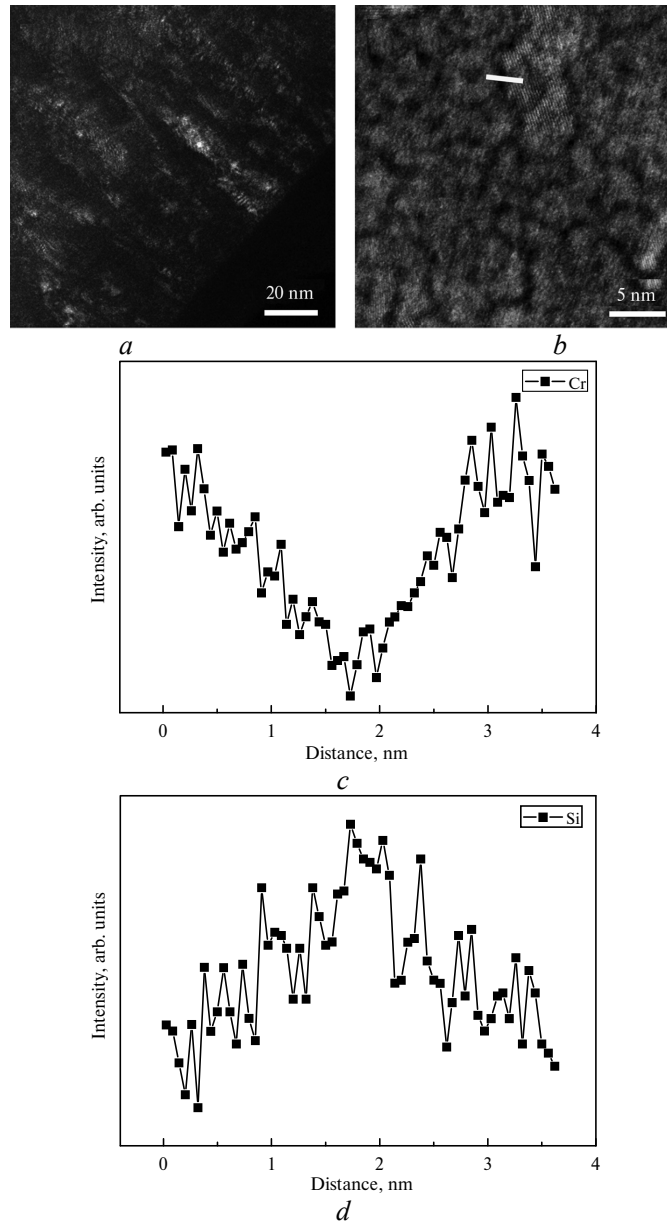 20 nm
5 nm
a
b
Cr
Intensity, arb. units
0
1
2
3
4
Distance, nm
c
Si
Intensity, arb. units
0
1
2
3
4
Distance, nm
d